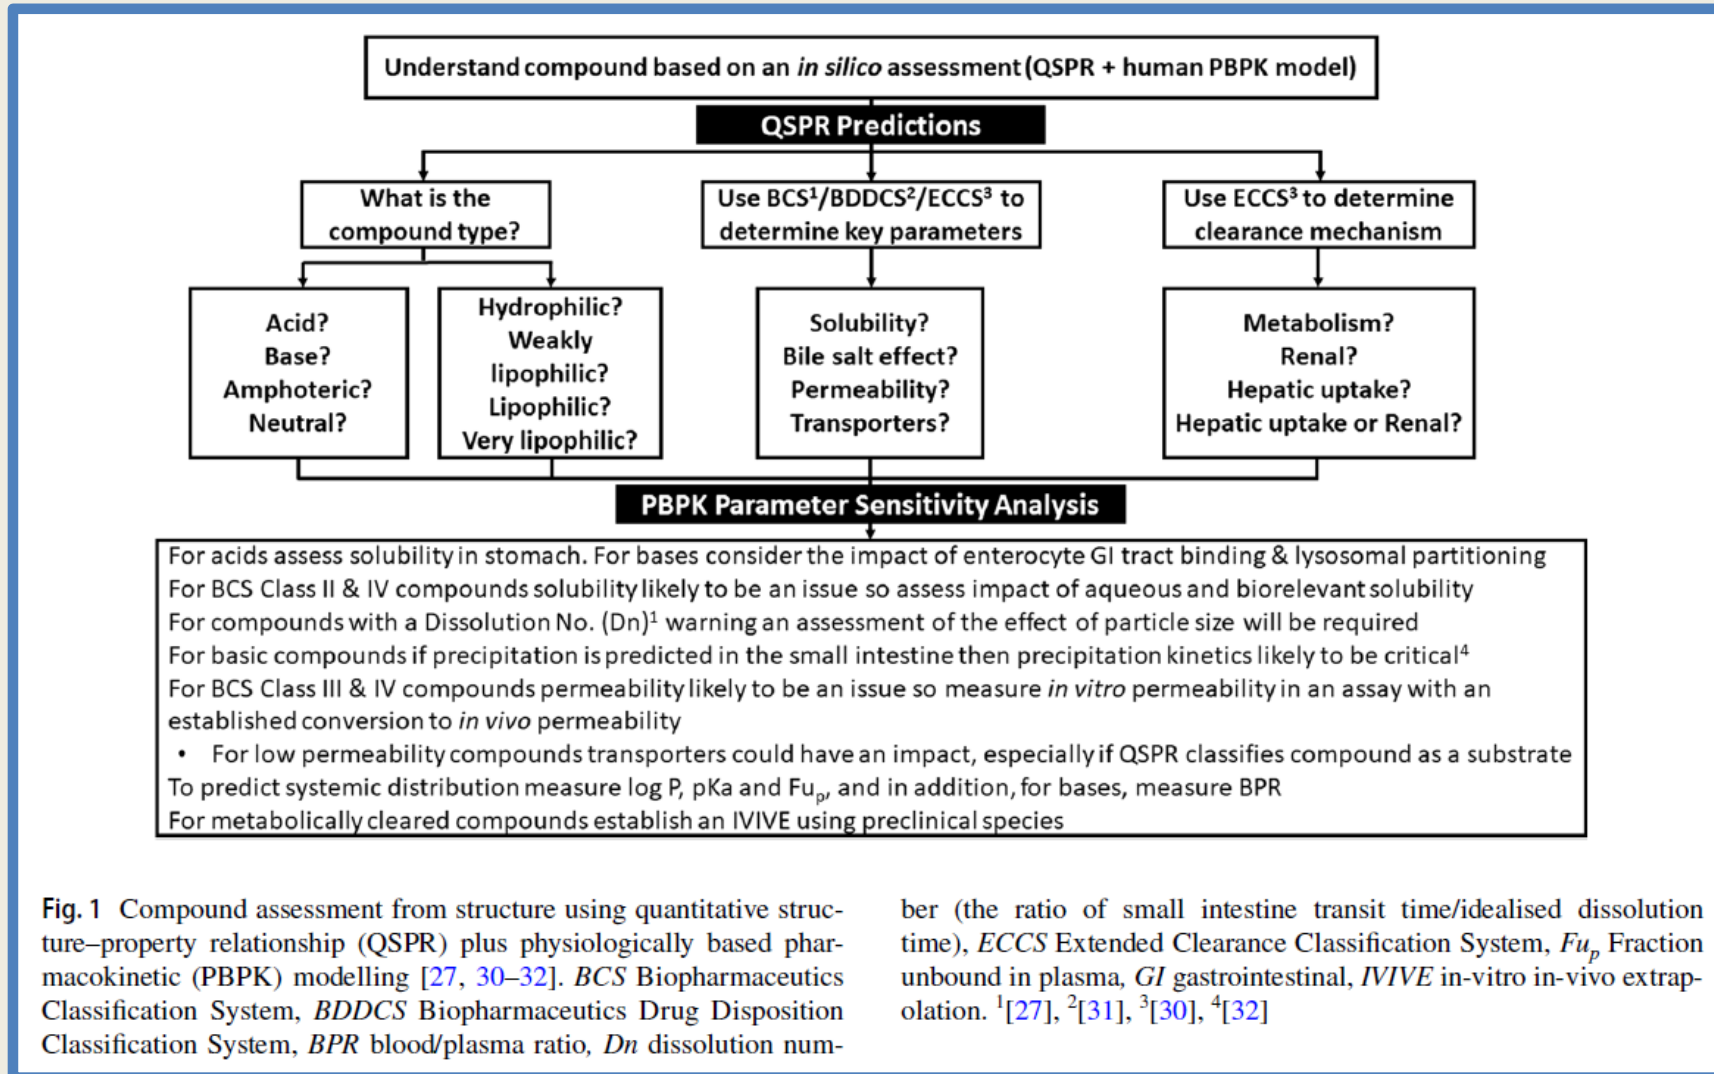 Understand compound based on an in silico assessment (QSPR + human PBPK model)
QSPR Predictions
What is the
compound type?
Use BCS¹/BDDCS²/ECCS³ to
determine key parameters
Use ECCS³ to determine
clearance mechanism
Acid?
Base?
Amphoteric?
Neutral?
Hydrophilic?
Weakly
lipophilic?
Lipophilic?
Very lipophilic?
Solubility?
Bile salt effect?
Permeability?
Transporters?
Metabolism?
Renal?
Hepatic uptake?
Hepatic uptake or Renal?
PBPK Parameter Sensitivity Analysis
For acids assess solubility in stomach. For bases consider the impact of enterocyte GI tract binding & lysosomal partitioning
For BCS Class II & IV compounds solubility likely to be an issue so assess impact of aqueous and biorelevant solubility
For compounds with a Dissolution No. (Dn)¹ warning an assessment of the effect of particle size will be required
For basic compounds if precipitation is predicted in the small intestine then precipitation kinetics likely to be critical⁴
For BCS Class III & IV compounds permeability likely to be an issue so measure in vitro permeability in an assay with an
established conversion to in vivo permeability
• For low permeability compounds transporters could have an impact, especially if QSPR classifies compound as a substrate
To predict systemic distribution measure log P, pKa and Fuₚ, and in addition, for bases, measure BPR
For metabolically cleared compounds establish an IVIVE using preclinical species
Fig. 1 Compound assessment from structure using quantitative struc-
ture–property relationship (QSPR) plus physiologically based phar-
macokinetic (PBPK) modelling [27, 30–32]. BCS Biopharmaceutics
Classification System, BDDCS Biopharmaceutics Drug Disposition
Classification System, BPR blood/plasma ratio, Dn dissolution num-
ber (the ratio of small intestine transit time/idealised dissolution
time), ECCS Extended Clearance Classification System, Fuₚ Fraction
unbound in plasma, GI gastrointestinal, IVIVE in-vitro in-vivo extrap-
olation. ¹[27], ²[31], ³[30], ⁴[32]